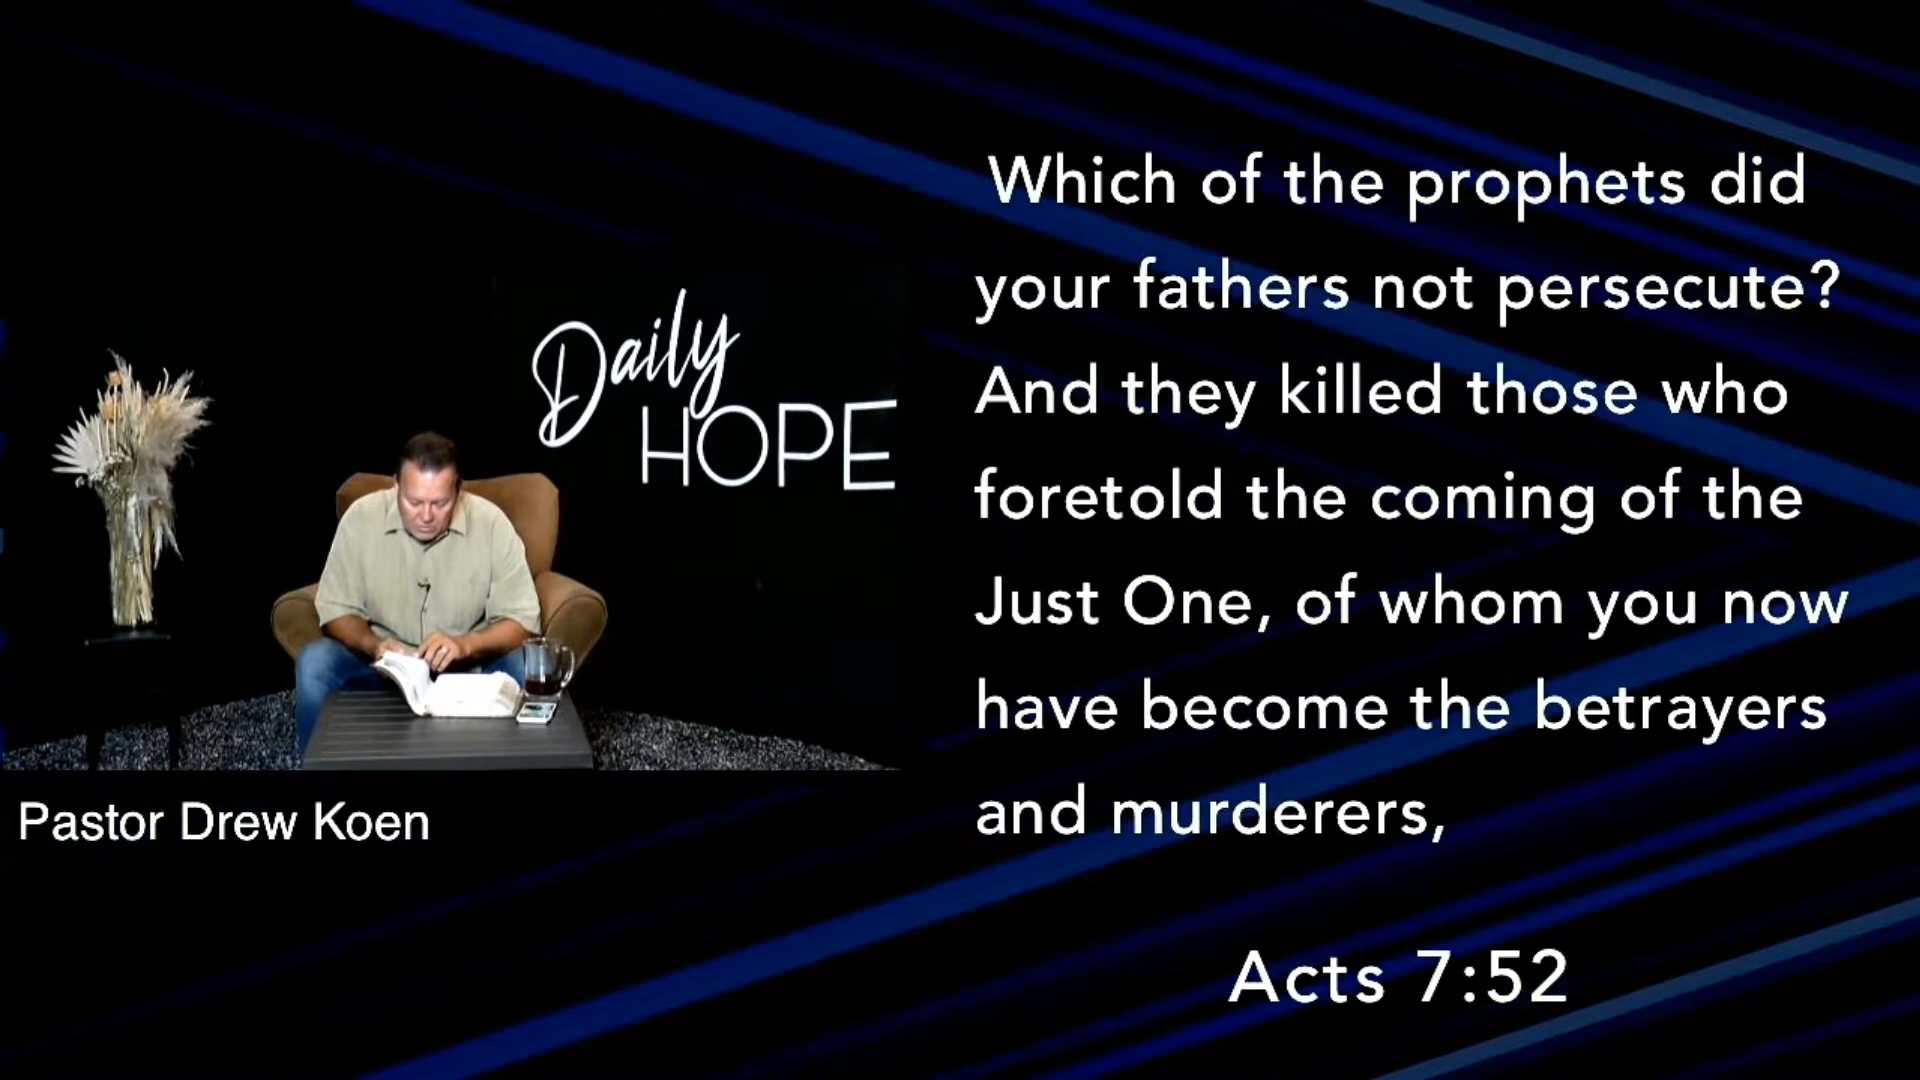 Daily
HOPE
Pastor Drew Koen
Which of the prophets did
your fathers not persecute?
And they killed those who
foretold the coming of the
Just One, of whom you now
have become the betrayers
and murderers,
Acts 7:52